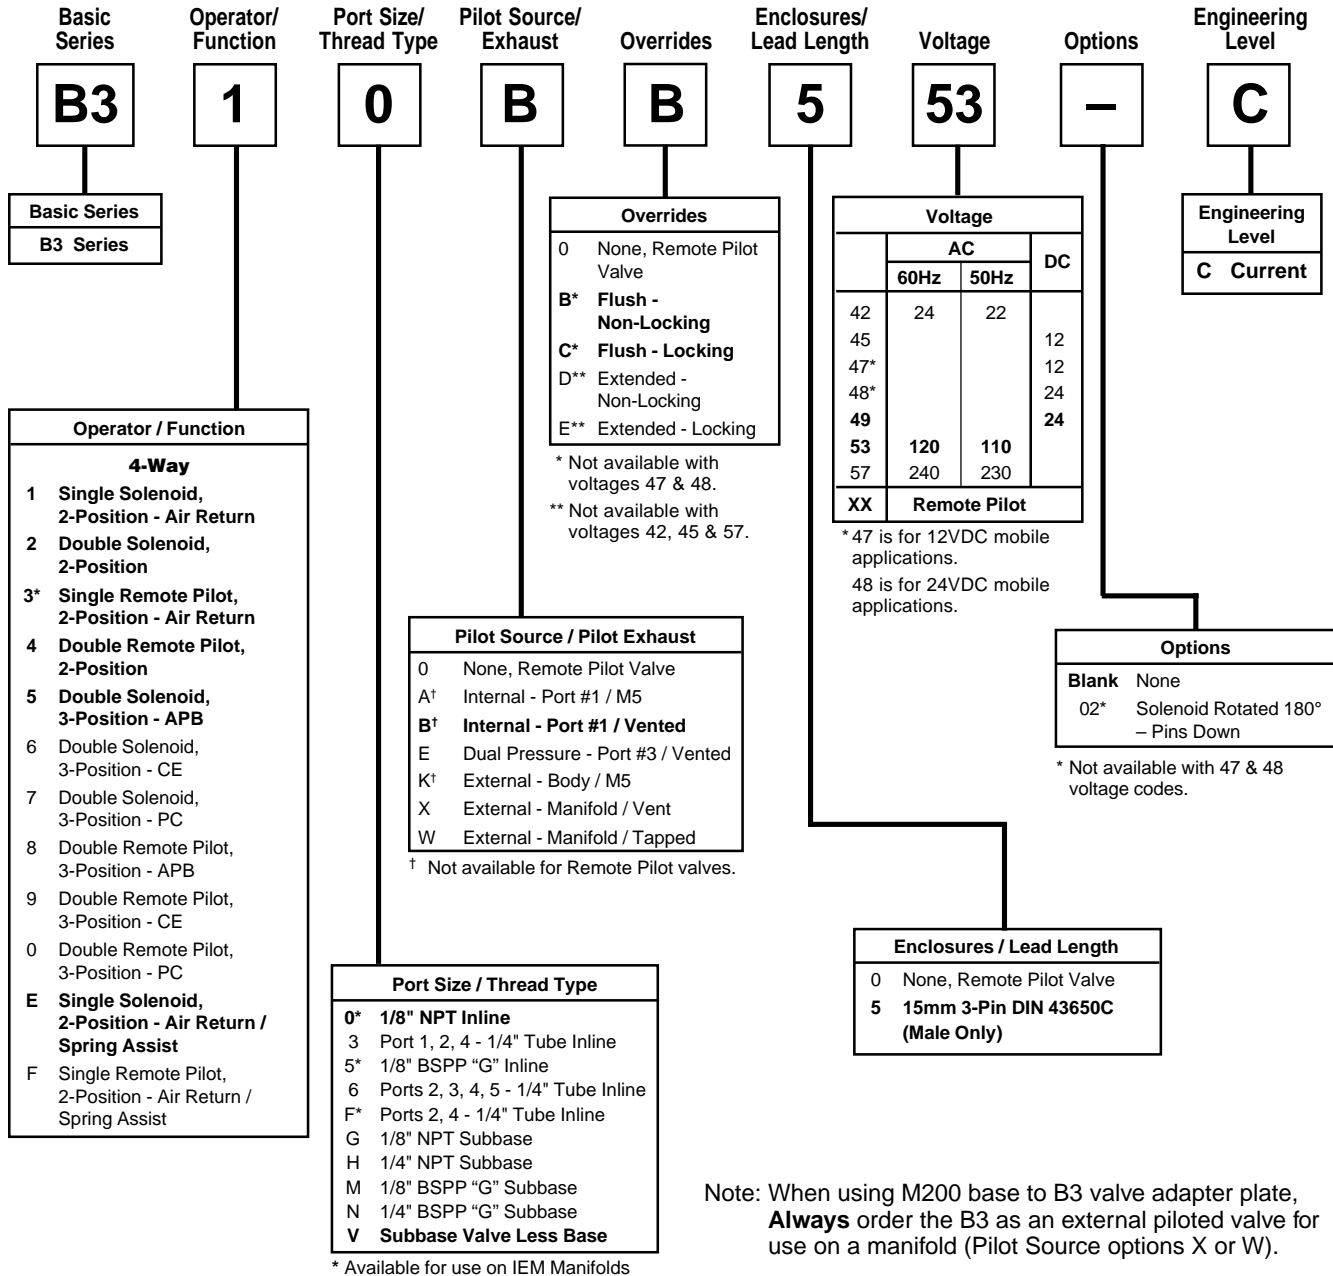 Basic Series
Operator/ Function
Port Size/ Thread Type
Pilot Source/ Exhaust
Overrides
Enclosures/ Lead Length
Voltage
Options
Engineering Level
B3 1 0 B B 5 53 – C
Basic Series
B3 Series
Overrides
0 None, Remote Pilot
Valve
B* Flush -
Non-Locking
C* Flush - Locking
D** Extended -
Non-Locking
E** Extended - Locking
* Not available with
voltages 47 & 48.
** Not available with
voltages 42, 45 & 57.
Voltage
AC DC
60Hz 50Hz
42 24 22
45 12
47* 12
48* 24
49 24
53 120 110
57 240 230
XX Remote Pilot
* 47 is for 12VDC mobile
applications.
48 is for 24VDC mobile
applications.
Engineering
Level
C Current
Operator / Function
4-Way
1 Single Solenoid,
2-Position - Air Return
2 Double Solenoid,
2-Position
3* Single Remote Pilot,
2-Position - Air Return
4 Double Remote Pilot,
2-Position
5 Double Solenoid,
3-Position - APB
6 Double Solenoid,
3-Position - CE
7 Double Solenoid,
3-Position - PC
8 Double Remote Pilot,
3-Position - APB
9 Double Remote Pilot,
3-Position - CE
0 Double Remote Pilot,
3-Position - PC
E Single Solenoid,
2-Position - Air Return /
Spring Assist
F Single Remote Pilot,
2-Position - Air Return /
Spring Assist
Pilot Source / Pilot Exhaust
0 None, Remote Pilot Valve
A† Internal - Port #1 / M5
B† Internal - Port #1 / Vented
E Dual Pressure - Port #3 / Vented
K† External - Body / M5
X External - Manifold / Vent
W External - Manifold / Tapped
† Not available for Remote Pilot valves.
Options
Blank None
02* Solenoid Rotated 180°
– Pins Down
* Not available with 47 & 48
voltage codes.
Enclosures / Lead Length
0 None, Remote Pilot Valve
5 15mm 3-Pin DIN 43650C
(Male Only)
Port Size / Thread Type
0* 1/8" NPT Inline
3 Port 1, 2, 4 - 1/4" Tube Inline
5* 1/8" BSPP “G” Inline
6 Ports 2, 3, 4, 5 - 1/4" Tube Inline
F* Ports 2, 4 - 1/4" Tube Inline
G 1/8" NPT Subbase
H 1/4" NPT Subbase
M 1/8" BSPP “G” Subbase
N 1/4" BSPP “G” Subbase
V Subbase Valve Less Base
* Available for use on IEM Manifolds
Note: When using M200 base to B3 valve adapter plate,
Always order the B3 as an external piloted valve for
use on a manifold (Pilot Source options X or W).